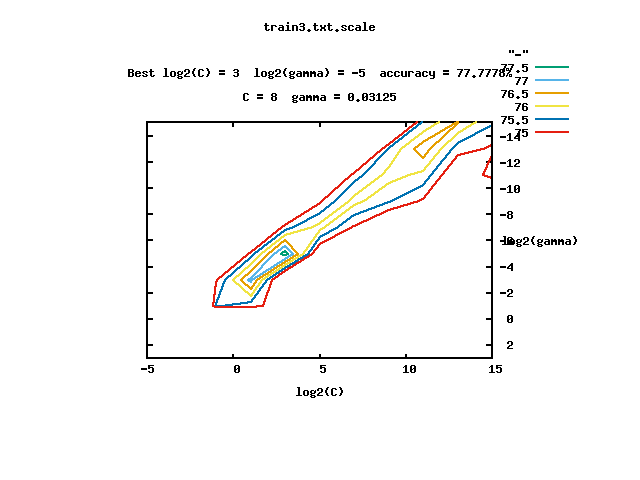 train3.txt.scale
"-"
Best log2(C) = 3 log2(gamma) = -5 accuracy = 77.7778%
77.5
77
C = 8 gamma = 0.03125
76.5
76
75.5
75
-14
-12
-10
-8
-6
log2(gamma)
-4
-2
0
2
-5 0 5 10 15
log2(C)